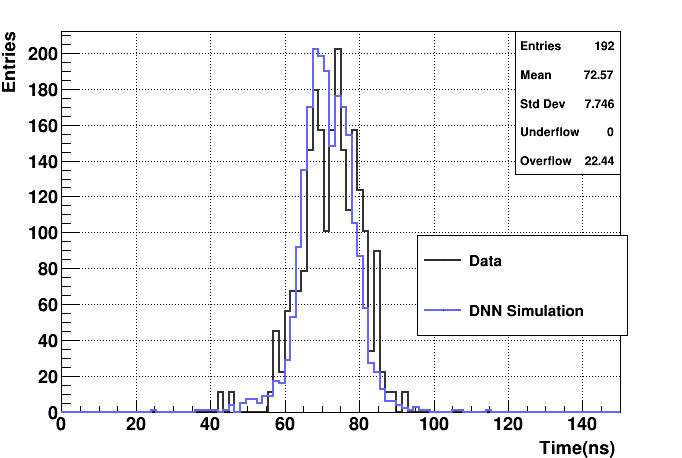 Entries
200
180
160
140
120
100
80
60
40
20
0
Entries 192
Mean 72.57
Std Dev 7.746
Underflow 0
Overflow 22.44
Data
DNN Simulation
0 20 40 60 80 100 120 140
Time(ns)